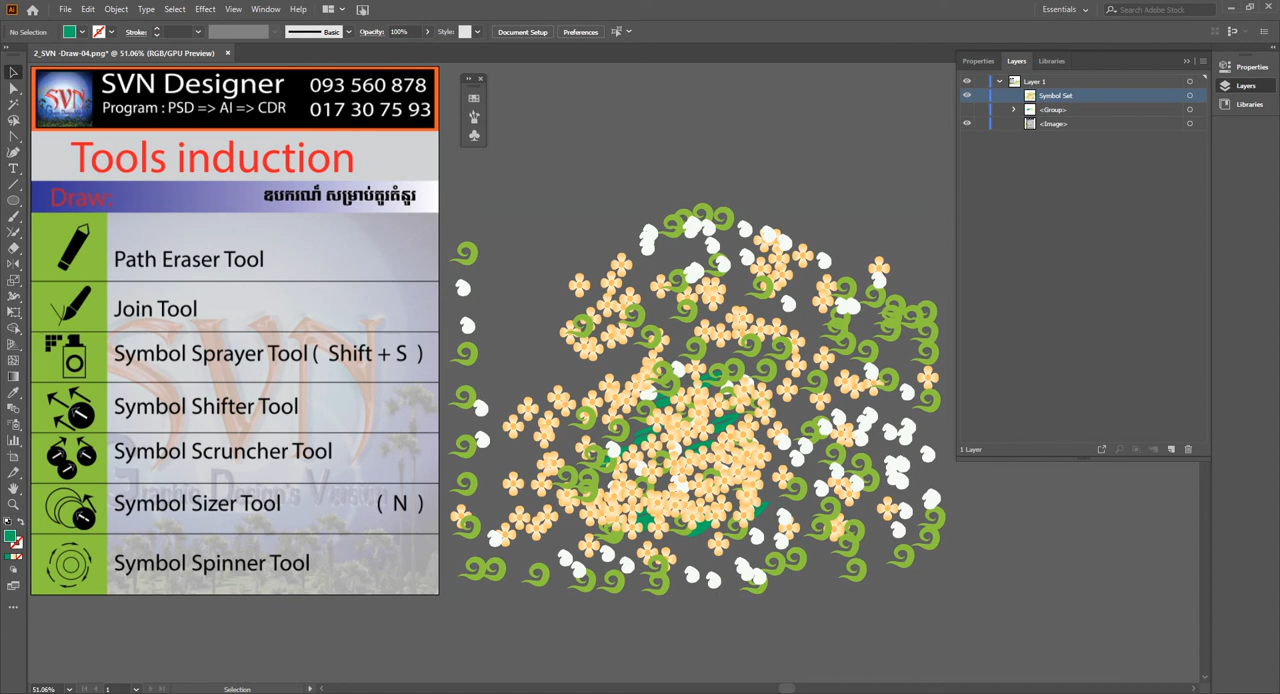 File Edit Object Type Select Effect View Window Help
Essentials
Search Adobe Stock
No Selection
Stroke:
Basic
Opacity: 100%
Style:
Document Setup
Preferences
2_SVN -Draw-04.png* @ 51.06% (RGB/GPU Preview)
SVN Designer
093 560 878
Program : PSD => AI => CDR
017 30 75 93
Tools induction
Draw:
ឧបករណ៏ សម្រាប់គូរគំនូរ
Path Eraser Tool
Join Tool
Symbol Sprayer Tool ( Shift + S )
Symbol Shifter Tool
Symbol Scruncher Tool
Symbol Sizer Tool ( N )
Symbol Spinner Tool
Properties Layers Libraries
Layer 1
Symbol Set
<Group>
<Image>
1 Layer
Properties
Layers
Libraries
51.06%
1
Selection